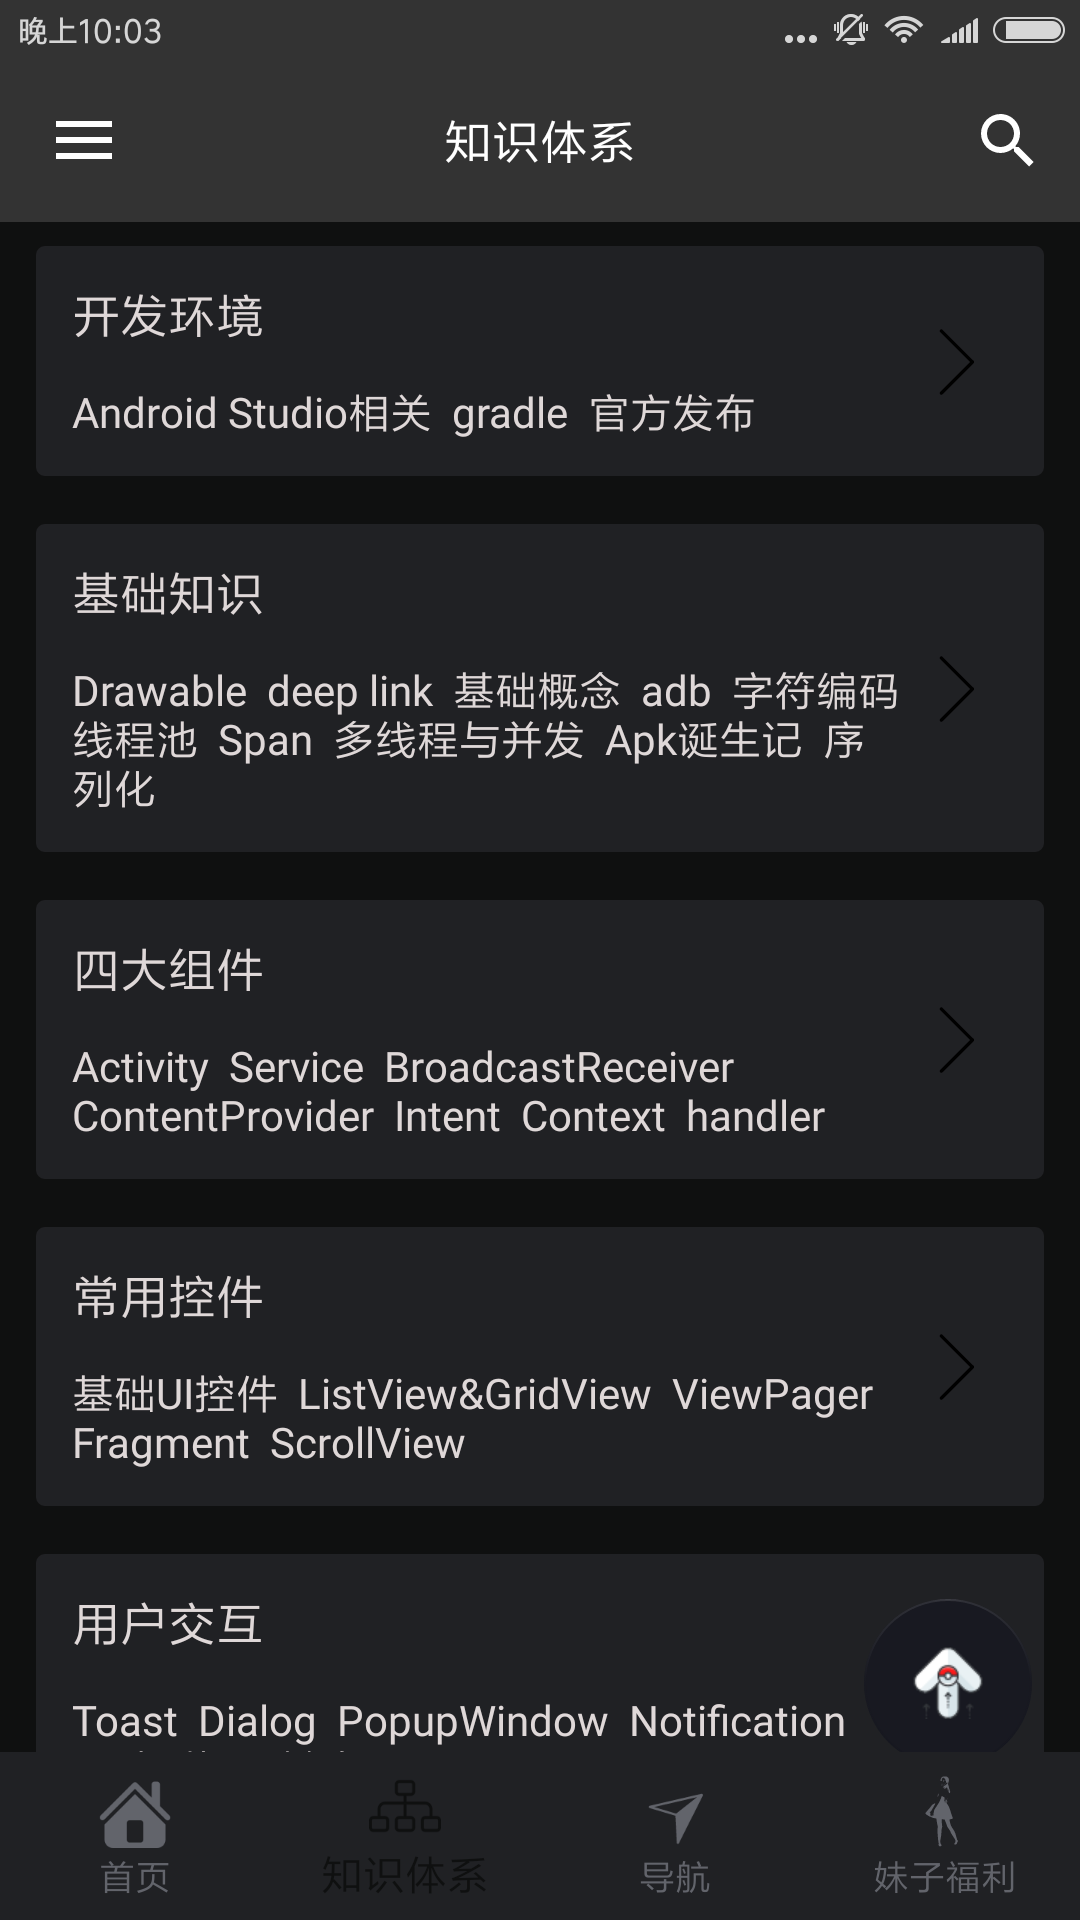 晚上10:03
知识体系
开发环境
Android Studio相关 gradle 官方发布
基础知识
Drawable deep link 基础概念 adb 字符编码
线程池 Span 多线程与并发 Apk诞生记 序
列化
四大组件
Activity Service BroadcastReceiver
ContentProvider Intent Context handler
常用控件
基础UI控件 ListView&GridView ViewPager
Fragment ScrollView
用户交互
Toast Dialog PopupWindow Notification
首页
知识体系
导航
妹子福利